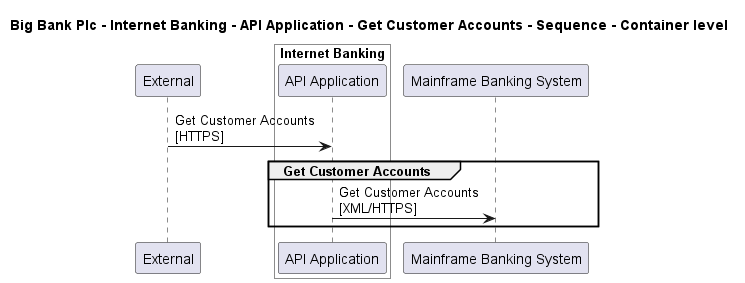 Big Bank Plc - Internet Banking - API Application - Get Customer Accounts - Sequence - Container level
Internet Banking
External
API Application
Mainframe Banking System
Get Customer Accounts
[HTTPS]
Get Customer Accounts
Get Customer Accounts
[XML/HTTPS]
External
API Application
Mainframe Banking System